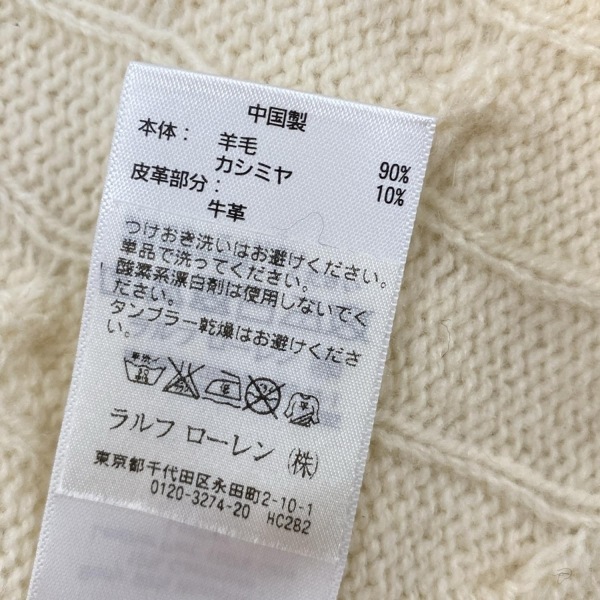 中国製
本体： 羊毛 90%
カシミヤ 10%
皮革部分：
牛革
つけおき洗いはお避けください。
単品で洗ってください。
酸素系漂白剤は使用しないでく
ださい。
タンブラー乾燥はお避けくださ
い。
ラルフ ローレン （株）
東京都千代田区永田町2-10-1
0120-3274-20 HC282